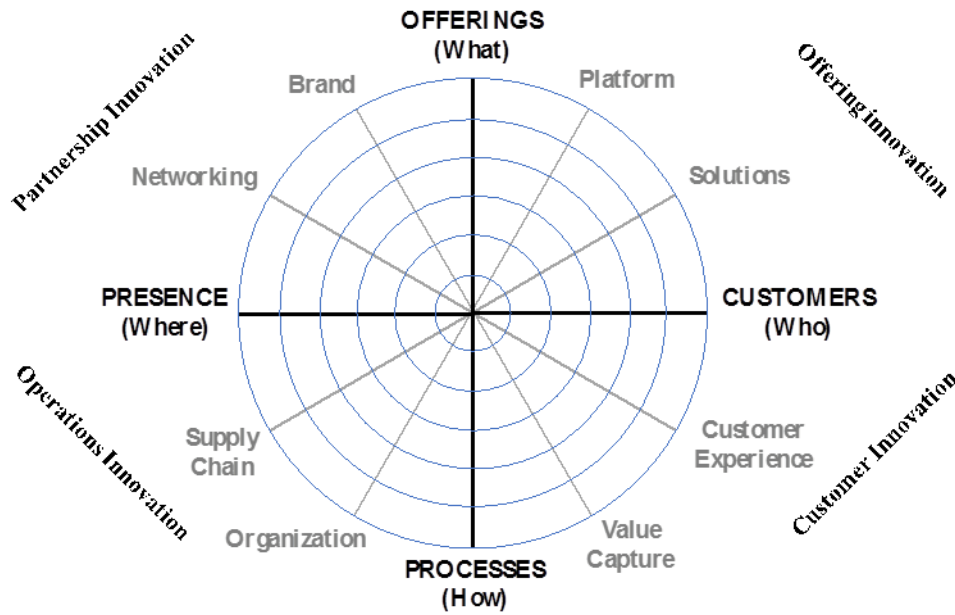 OFFERINGS
(What)
Platform
Solutions
CUSTOMERS
(Who)
Customer
Experience
Value
Capture
PROCESSES
(How)
Organization
Supply
Chain
PRESENCE
(Where)
Networking
Brand
Partnership Innovation
Offering innovation
Customer Innovation
Operations Innovation